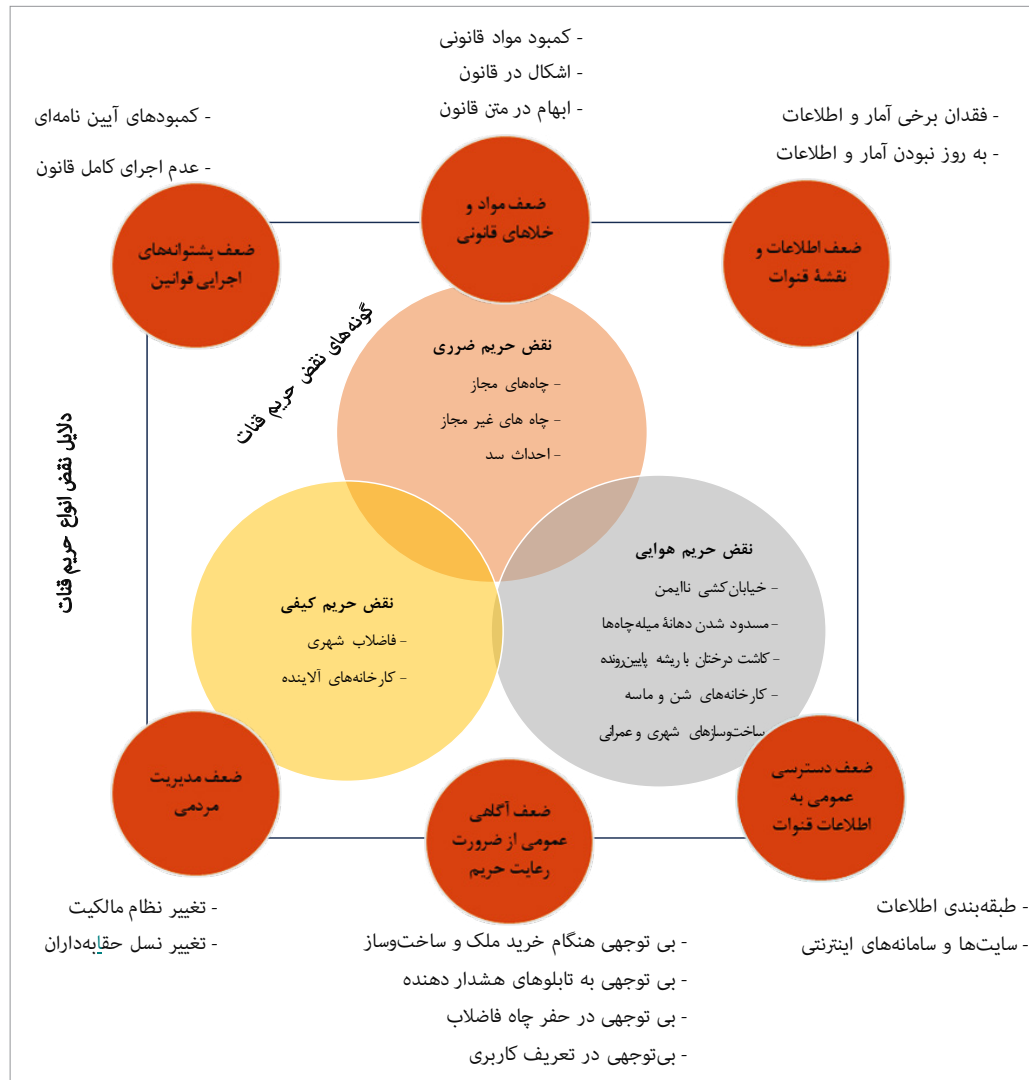 - کمبود مواد قانونی
- اشکال در قانون
- ابهام در متن قانون
- فقدان برخی آمار و اطلاعات
- به روز نبودن آمار و اطلاعات
- کمبودهای آیین نامه‌ای
- عدم اجرای کامل قانون
ضعف مواد و
خلاهای قانونی
ضعف اطلاعات و
نقشهٔ قنوات
ضعف پشتوانه‌های
اجرایی قوانین
گونه‌های نقض حریم قنات
دلایل نقض انواع حریم قنات
نقض حریم ضرری
- چاه‌های مجاز
- چاه های غیر مجاز
- احداث سد
نقض حریم هوایی
- خیابان‌کشی ناایمن
- مسدود شدن دهانهٔ میله‌چاه‌ها
- کاشت درختان با ریشه پایین‌رونده
- کارخانه‌های شن و ماسه
- ساخت‌وسازهای شهری و عمرانی
نقض حریم کیفی
- فاضلاب شهری
- کارخانه‌های آلاینده
ضعف دسترسی
عمومی به
اطلاعات قنوات
ضعف آگاهی
عمومی از ضرورت
رعایت حریم
ضعف مدیریت
مردمی
- طبقه‌بندی اطلاعات
- سایت‌ها و سامانه‌های اینترنتی
- بی توجهی هنگام خرید ملک و ساخت‌وساز
- بی توجهی به تابلوهای هشدار دهنده
- بی توجهی در حفر چاه فاضلاب
- بی‌توجهی در تعریف کاربری
- تغییر نظام مالکیت
- تغییر نسل حقابه‌داران